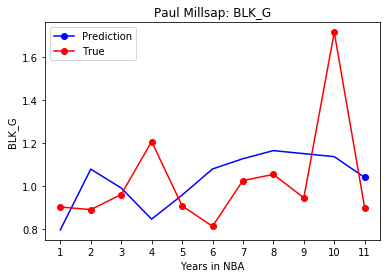 Paul Millsap: BLK_G
Prediction
True
BLK_G
1.6
1.4
1.2
1.0
0.8
1 2 3 4 5 6 7 8 9 10 11
Years in NBA